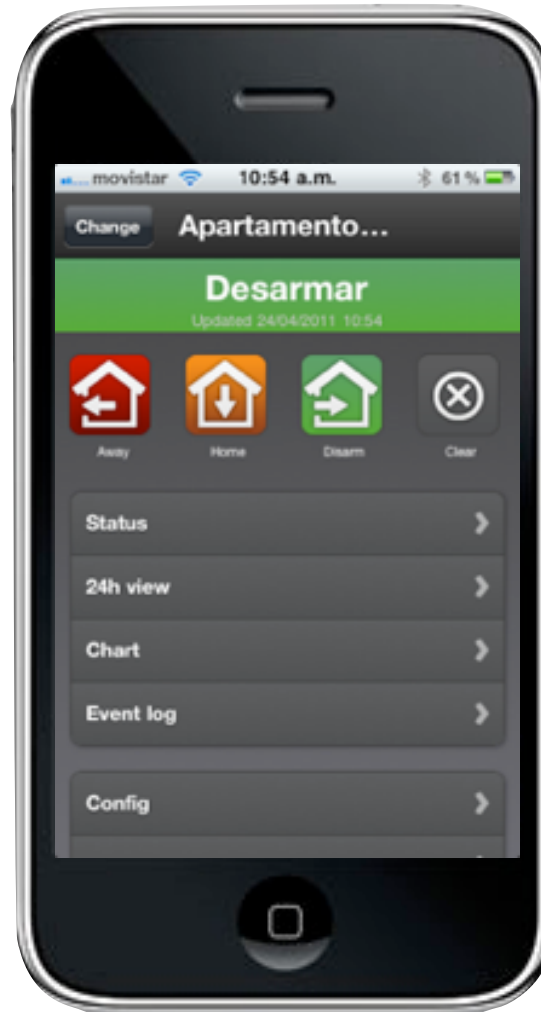 movistar 10:54 a.m. 61%
Change Apartamento...
Desarmar
Updated 24/04/2011 10:54
Away Home Disarm Clear
Status
24h view
Chart
Event log
Config